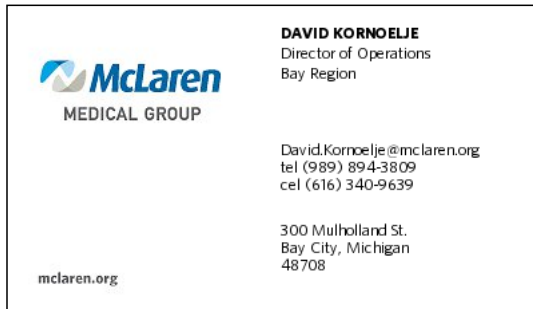 McLaren
MEDICAL GROUP
mclaren.org
DAVID KORNOELJE
Director of Operations
Bay Region
David.Kornoelje@mclaren.org
tel (989) 894-3809
cel (616) 340-9639
300 Mulholland St.
Bay City, Michigan
48708